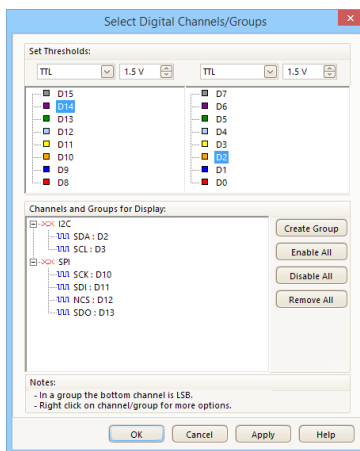 Select Digital Channels/Groups
Set Thresholds:
TTL 1.5 V TTL 1.5 V
D15 D7
D14 D6
D13 D5
D12 D4
D11 D3
D10 D2
D9 D1
D8 D0
Channels and Groups for Display:
I2C
SDA : D2
SCL : D3
SPI
SCK : D10
SDI : D11
NCS : D12
SDO : D13
Create Group
Enable All
Disable All
Remove All
Notes:
- In a group the bottom channel is LSB.
- Right click on channel/group for more options.
OK Cancel Apply Help